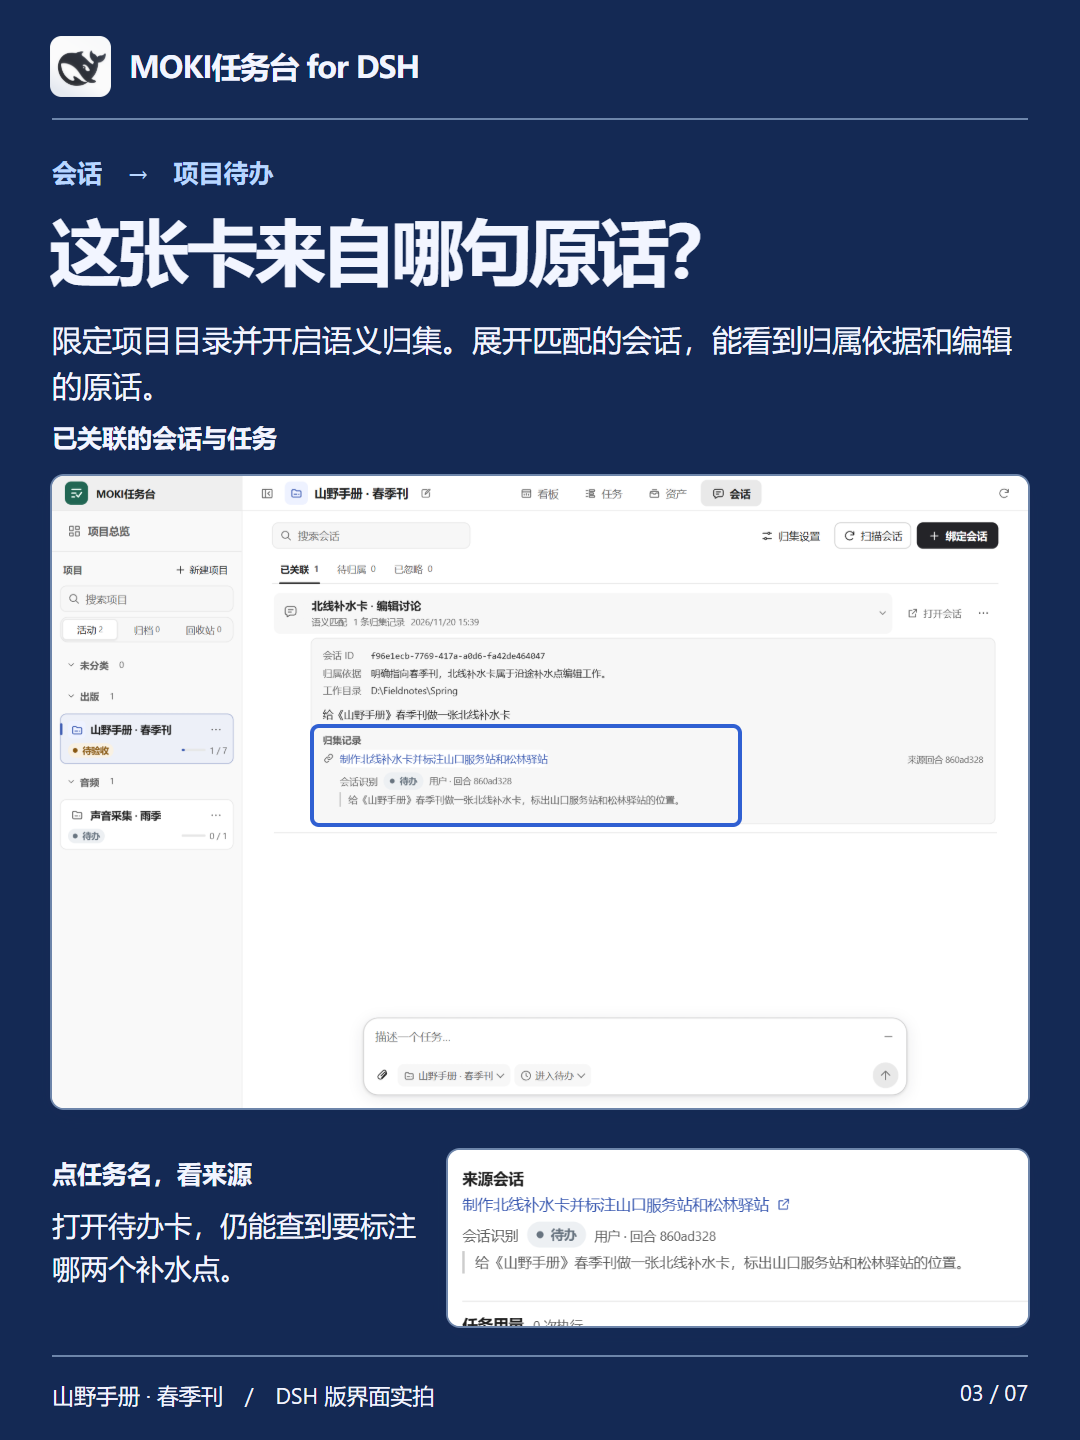 MOKI任务台 for DSH
会话 → 项目待办
这张卡来自哪句原话?
限定项目目录并开启语义归集。展开匹配的会话，能看到归属依据和编辑
的原话。
已关联的会话与任务
MOKI任务台
山野手册 · 春季刊
看板
任务
资产
会话
项目总览
搜索会话
归集设置
扫描会话
+ 绑定会话
项目
+ 新建项目
已关联 1
待归属 0
已忽略 0
搜索项目
活动 2
归档 0
回收站 0
北线补水卡 · 编辑讨论
语义匹配 1 条归集记录 2026/11/20 15:39
打开会话
未分类 0
会话 ID f96e1ecb-7769-417a-a0d6-fa42de464047
归属依据 明确指向春季刊，北线补水卡属于沿途补水点编辑工作。
工作目录 D:\Fieldnotes\Spring
出版 1
给《山野手册》春季刊做一张北线补水卡
山野手册 · 春季刊
待验收 1 / 7
归集记录
制作北线补水卡并标注山口服务站和松林驿站
来源回合 860ad328
会话识别 待办 用户 · 回合 860ad328
给《山野手册》春季刊做一张北线补水卡，标出山口服务站和松林驿站的位置。
音频 1
声音采集 · 雨季
待办 0 / 1
描述一个任务...
山野手册 · 春季刊
进入待办
点任务名，看来源
打开待办卡，仍能查到要标注
哪两个补水点。
来源会话
制作北线补水卡并标注山口服务站和松林驿站
会话识别 待办 用户 · 回合 860ad328
给《山野手册》春季刊做一张北线补水卡，标出山口服务站和松林驿站的位置。
任务用量 0 次执行
山野手册 · 春季刊 / DSH 版界面实拍
03 / 07